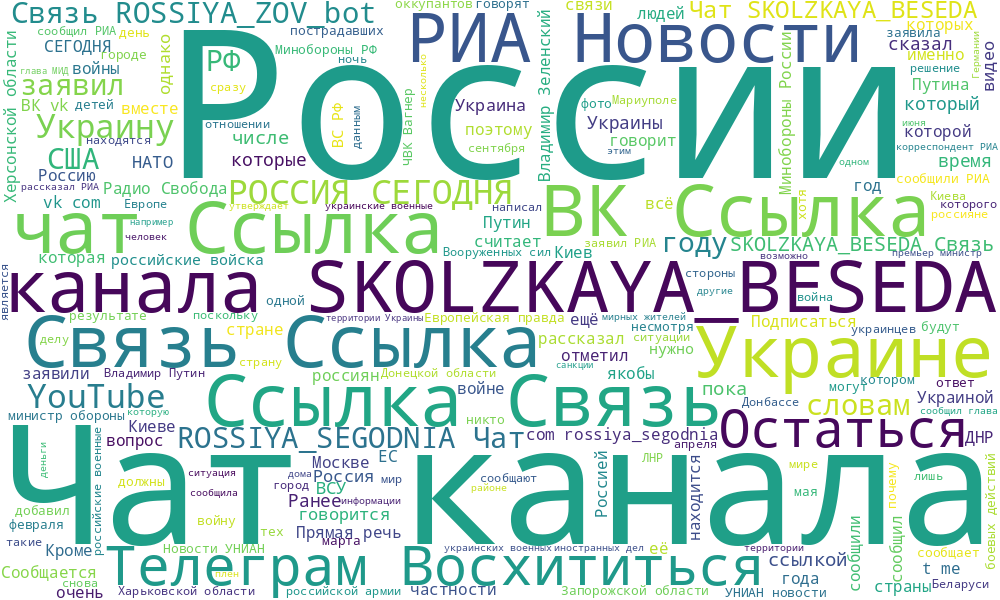 Связь ROSSIYA_ZOV_bot
оккупантов
говорят
связи
людей
Чат SKOLZKAYA_BESEDA
сообщил РИА
день
пострадавших
РИА Новости
заявила
которых
СЕГОДНЯ
Минобороны РФ
сказал
именно
видео
глава МИД
войны
городе
однако
РФ
ночь
несколько
Владимир Зеленский
решение
Германии
заявил
сразу
России
Путина
ВК vk
детей
вместе
Украина
фото
Мариуполе
Минобороны России
который
Херсонской области
Украину
отношении
числе
ВС РФ
данным
ЧВК Вагнер
поэтому
Украины
говорит
которой
июня
находятся
сентября
этим
корреспондент РИА
США
НАТО
которые
одном
время
Россию
рассказал РИА
Радио Свобода
РОССИЯ СЕГОДНЯ
сообщили РИА
год
хотя
vk com
Европе
утверждает
украинские военные
написал
ВК Ссылка
всё
Киева
которого
россияне
например
чат Ссылка
Путин
человек
считает
заявил РИА
году
SKOLZKAYA_BESEDA Связь
которая
российские войска
Вооруженных сил
Киев
возможно
премьер министр
является
канала SKOLZKAYA_BESEDA
одной
стороны
другие
война
результате
поскольку
территории Украины
Европейская правда
ещё
мирных жителей
Подписаться
делу
Связь Ссылка
стране
рассказал
несмотря
ситуации
украинцев
будут
страну
отметил
нужно
Украине
заявили
Владимир Путин
россиян
Донецкой области
санкции
якобы
YouTube
Ссылка Связь
войне
пока
могут
котором
ответ
Украиной
министр обороны
которую
никто
Донбассе
словам
сообщил глава
Киеве
вопрос
ROSSIYA_SEGODNIA Чат
com rossiya_segodnia
Остаться
ДНР
апреля
деньги
российские военные
Чат канала
ситуация
Москве
ЕС
дома
Россия
мир
сообщают
ЛНР
Россией
находится
мире
почему
лишь
должны
сообщила
город
Ранее
ВСУ
информации
районе
мая
добавил
войну
говорится
февраля
тех
Прямая речь
марта
такие
Кроме
Новости УНИАН
украинских военных
иностранных дел
её
территории
сообщили
сообщил
сообщает
боевых действий
Сообщается
Телеграм Восхититься
ссылкой
t me
плен
снова
очень
Харьковской области
российской армии
частности
Запорожской области
УНИАН новости
года
страны
Беларуси